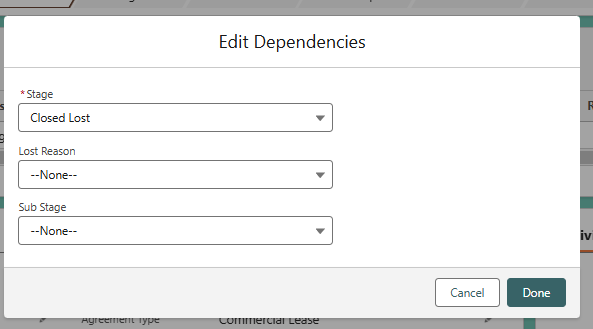 Edit Dependencies
* Stage
Closed Lost
Lost Reason
--None--
Sub Stage
--None--
Cancel
Done
Agreement Type
Commercial Lease